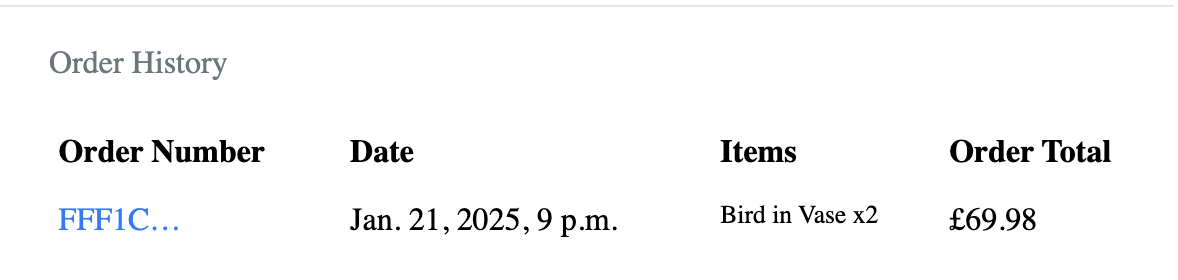 Order History
Order Number Date Items Order Total
FFF1C… Jan. 21, 2025, 9 p.m. Bird in Vase x2 £69.98